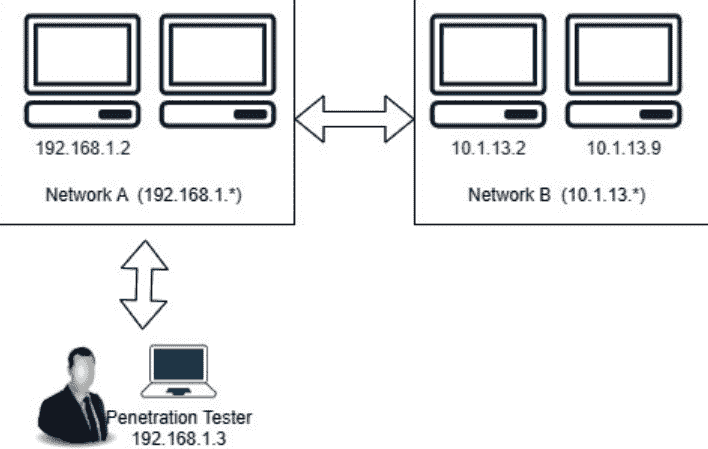 192.168.1.2
Network A (192.168.1.*)
10.1.13.2
10.1.13.9
Network B (10.1.13.*)
Penetration Tester
192.168.1.3